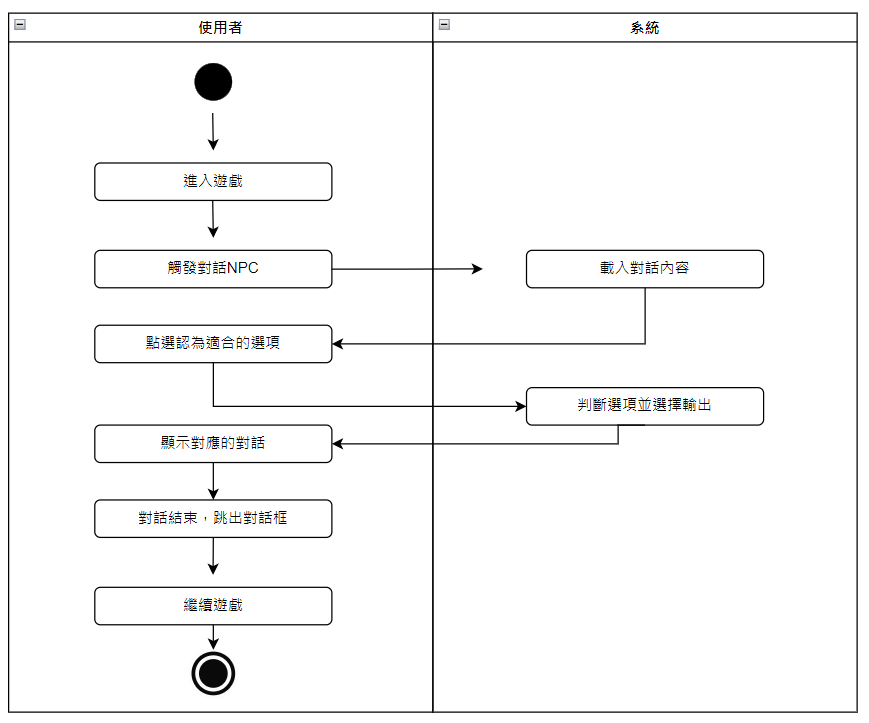 使用者
系統
進入遊戲
觸發對話NPC
載入對話內容
點選認為適合的選項
判斷選項並選擇輸出
顯示對應的對話
對話結束，跳出對話框
繼續遊戲